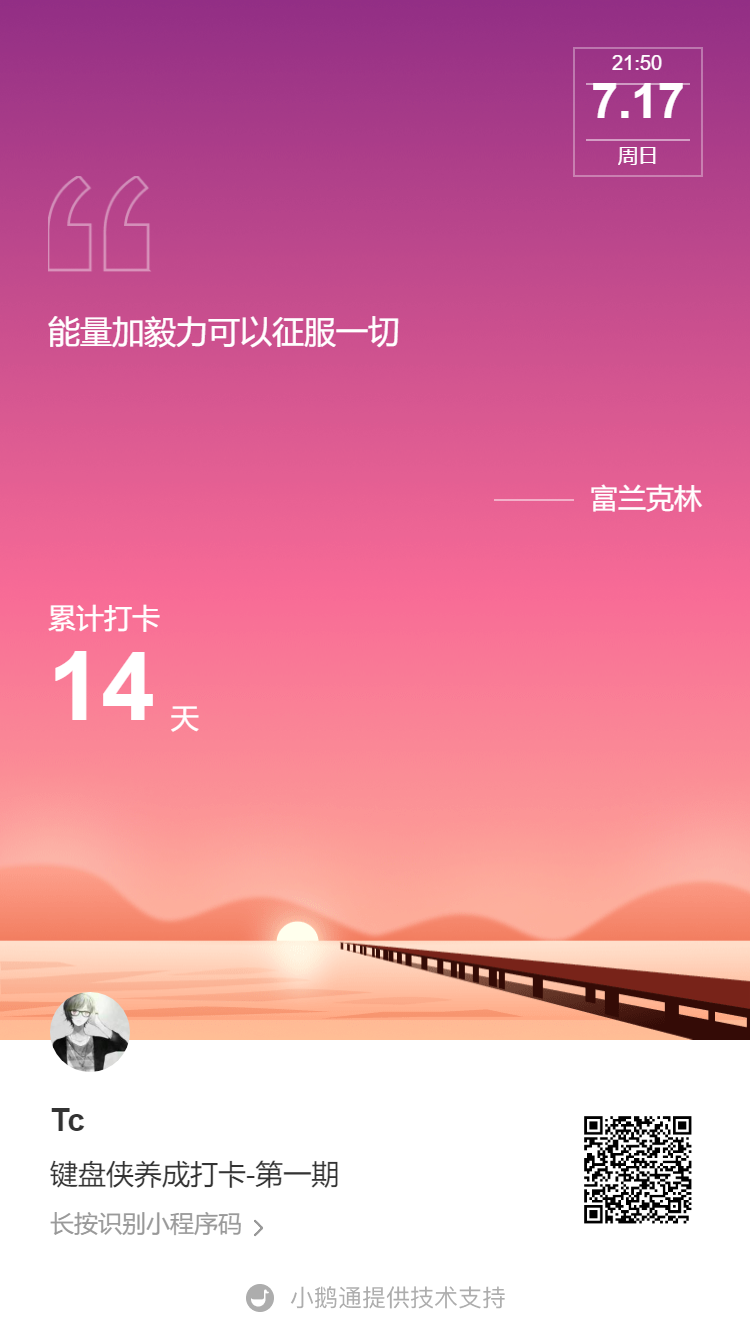 21:50
7.17
周日
能量加毅力可以征服一切
富兰克林
累计打卡
14 天
Tc
键盘侠养成打卡-第一期
长按识别小程序码
小鹅通提供技术支持